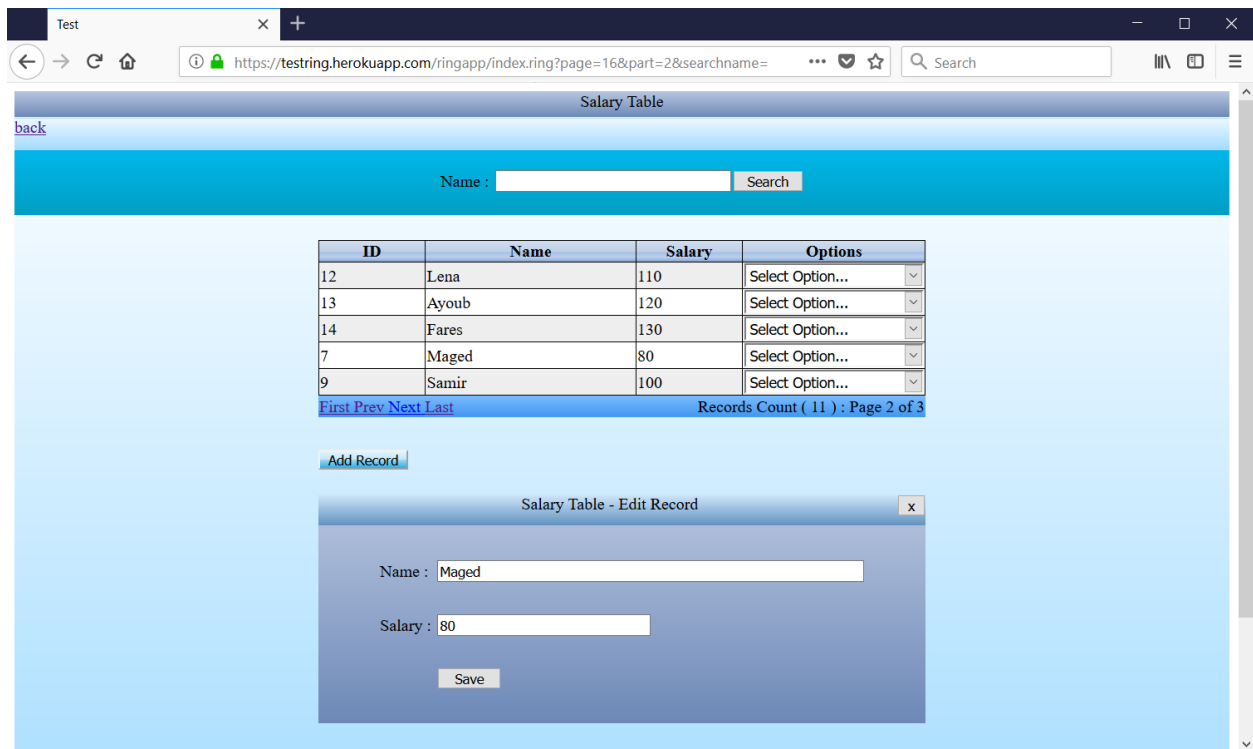 Test
https://testring.herokuapp.com/ringapp/index.ring?page=16&part=2&searchname=
Search
Salary Table
back
Name : Search
ID Name Salary Options
12 Lena 110 Select Option...
13 Ayoub 120 Select Option...
14 Fares 130 Select Option...
7 Maged 80 Select Option...
9 Samir 100 Select Option...
First Prev Next Last Records Count ( 11 ) : Page 2 of 3
Add Record
Salary Table - Edit Record x
Name : Maged
Salary : 80
Save